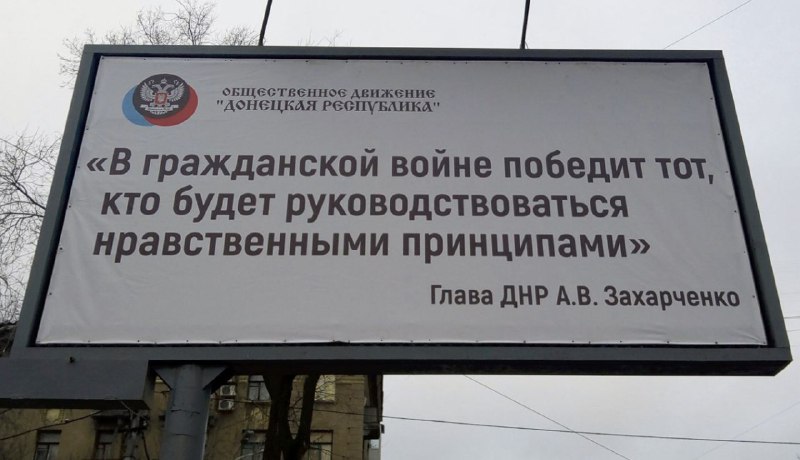 ОБЩЕСТВЕННОЕ ДВИЖЕНИЕ
"ДОНЕЦКАЯ РЕСПУБЛИКА"
«В гражданской войне победит тот,
кто будет руководствоваться
нравственными принципами»
Глава ДНР А.В. Захарченко